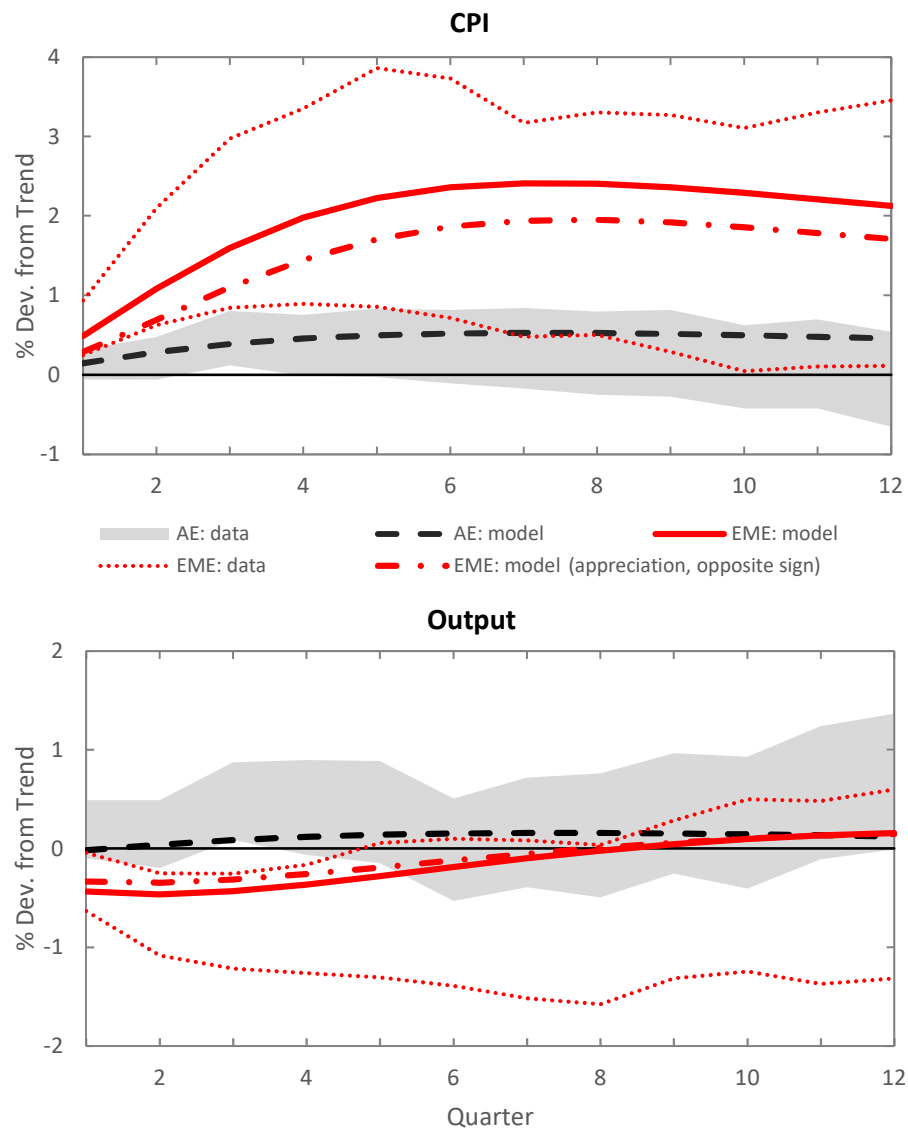 CPI
% Dev. from Trend
4
3
2
1
0
-1
2
4
6
8
10
12
AE: data
AE: model
EME: model
EME: data
EME: model (appreciation, opposite sign)
Output
% Dev. from Trend
2
1
0
-1
-2
2
4
6
8
10
12
Quarter